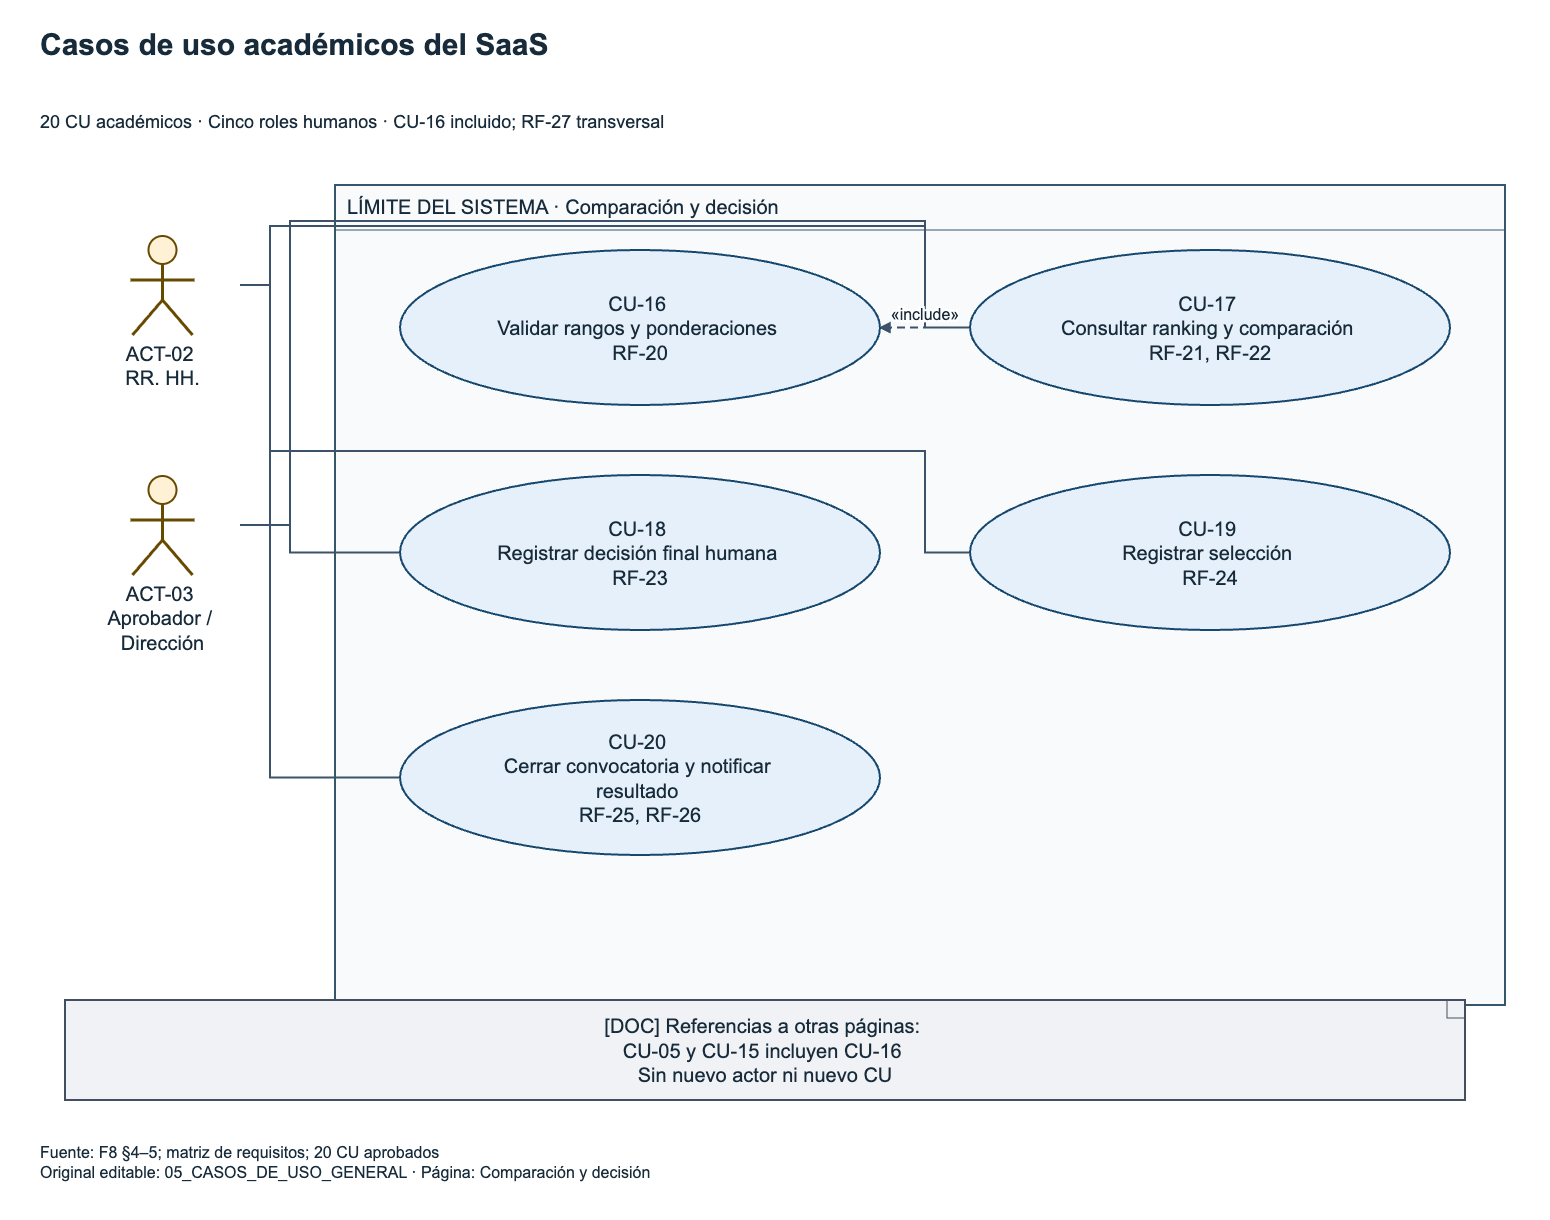 Casos de uso académicos del SaaS
20 CU académicos · Cinco roles humanos · CU-16 incluido; RF-27 transversal
LÍMITE DEL SISTEMA · Comparación y decisión
ACT-02
RR. HH.
CU-16
Validar rangos y ponderaciones
RF-20
«include»
CU-17
Consultar ranking y comparación
RF-21, RF-22
ACT-03
Aprobador /
Dirección
CU-18
Registrar decisión final humana
RF-23
CU-19
Registrar selección
RF-24
CU-20
Cerrar convocatoria y notificar
resultado
RF-25, RF-26
[DOC] Referencias a otras páginas:
CU-05 y CU-15 incluyen CU-16
Sin nuevo actor ni nuevo CU
Fuente: F8 §4–5; matriz de requisitos; 20 CU aprobados
Original editable: 05_CASOS_DE_USO_GENERAL · Página: Comparación y decisión